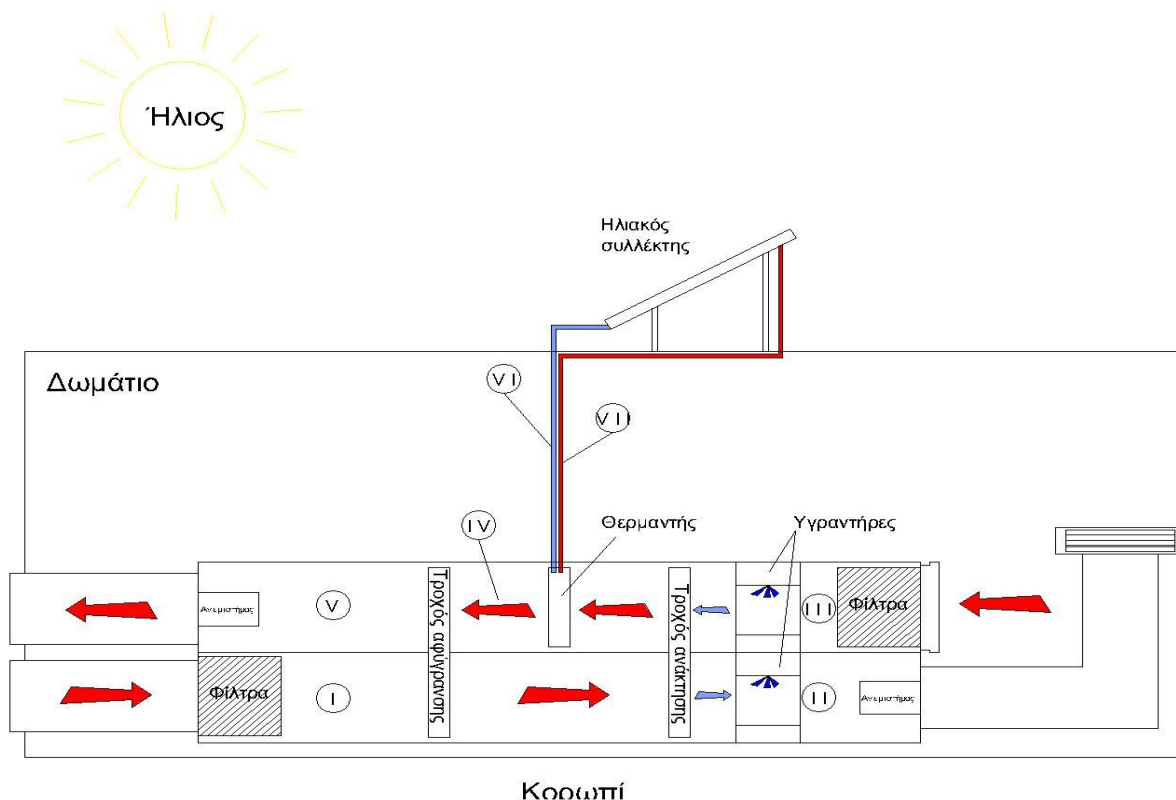 Ήλιος
Ηλιακός
συλλέκτης
Δωμάτιο
VI
VII
IV
Θερμαντής
Υγραντήρες
Ανεμιστήρας
V
Τροχός αφύγρανσης
Τροχός ανάκτησης
III
Φίλτρα
Φίλτρα
I
II
Ανεμιστήρας
Κορωπί